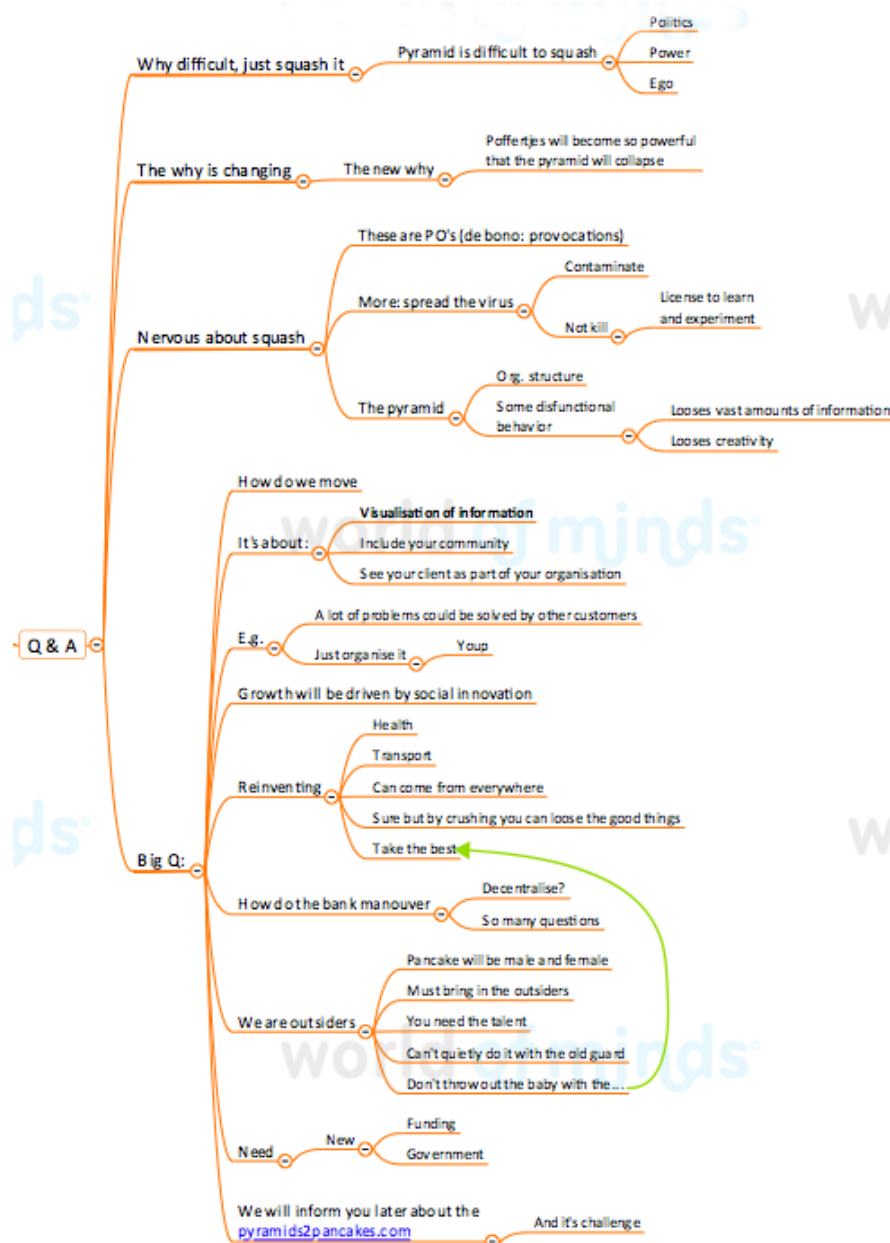 Politics
Why difficult, just squash it
Pyramid is difficult to squash
Power
Ego
The why is changing
The new why
Poffertjes will become so powerful
that the pyramid will collapse
These are PO's (de bono: provocations)
Nervous about squash
More: spread the virus
Contaminate
Not kill
License to learn
and experiment
The pyramid
Org. structure
Some disfunctional
behavior
Looses vast amounts of information
Looses creativity
Q & A
Big Q:
How do we move
It's about:
Visualisation of information
Include your community
See your client as part of your organisation
E.g.
A lot of problems could be solved by other customers
Just organise it
Youp
Growth will be driven by social innovation
Reinventing
Health
Transport
Can come from everywhere
Sure but by crushing you can loose the good things
Take the best
How do the bank manouver
Decentralise?
So many questions
We are outsiders
Pancake will be male and female
Must bring in the outsiders
You need the talent
Can't quietly do it with the old guard
Don't throw out the baby with the...
Need
New
Funding
Government
We will inform you later about the
pyramids2pancakes.com
And it's challenge
ds
w
world of minds
ds
w
world of minds